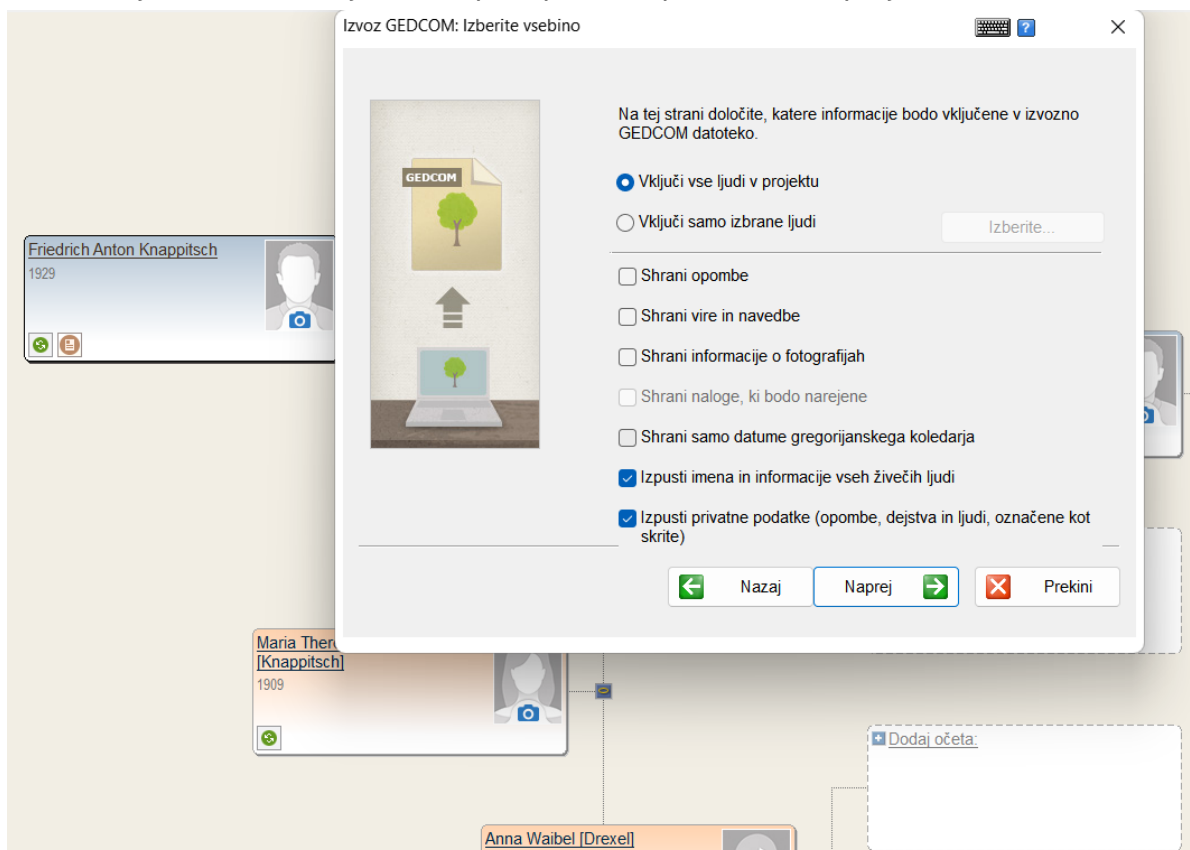 Izvoz GEDCOM: Izberite vsebino
?
Na tej strani določite, katere informacije bodo vključene v izvozno
GEDCOM datoteko.
GEDCOM
Vključi vse ljudi v projektu
Vključi samo izbrane ljudi
Izberite...
Shrani opombe
Shrani vire in navedbe
Shrani informacije o fotografijah
Shrani naloge, ki bodo narejene
Shrani samo datume gregorijanskega koledarja
Izpusti imena in informacije vseh živečih ljudi
Izpusti privatne podatke (opombe, dejstva in ljudi, označene kot
skrite)
Nazaj
Naprej
Prekini
Friedrich Anton Knappitsch
1929
Maria
[Knappitsch]
1909
Dodaj očeta:
Anna Waibel [Drexel]